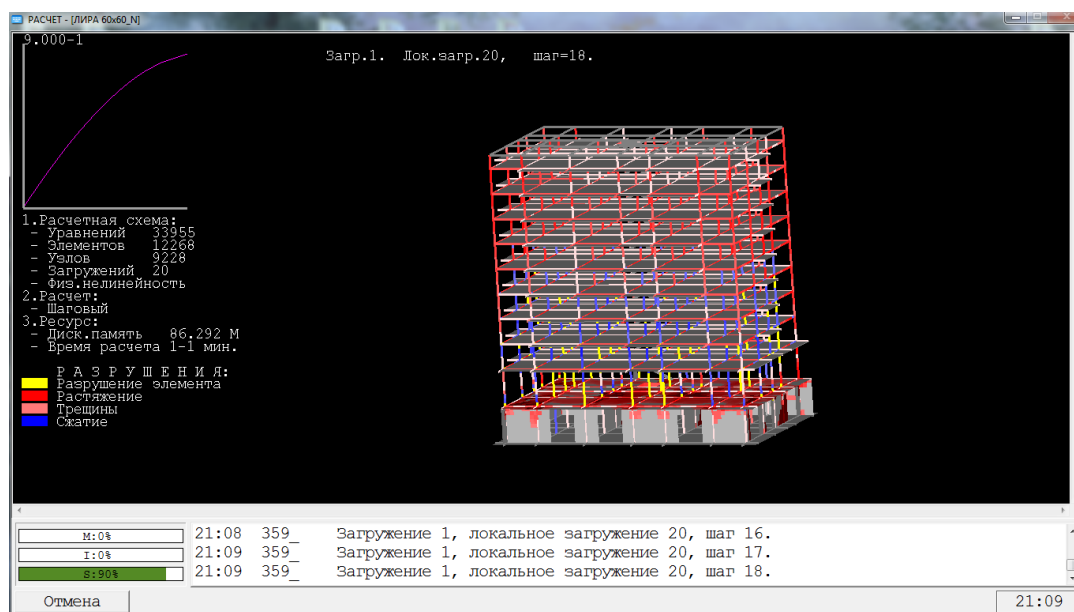 РАСЧЕТ - [ЛИРА 60x60_N]
9.000-1
Загр.1. Лок.загр.20, шаг=18.
1.Расчетная схема:
- Уравнений 33955
- Элементов 12268
- Узлов 9228
- Загружений 20
- Физ.нелинейность
2.Расчет:
- Шаговый
3.Ресурс:
- Диск.память 86.292 М
- Время расчета 1-1 мин.
Р А З Р У Ш Е Н И Я:
Разрушение элемента
Растяжение
Трещины
Сжатие
M:0%
I:0%
S:90%
21:08 359_ Загружение 1, локальное загружение 20, шаг 16.
21:09 359_ Загружение 1, локальное загружение 20, шаг 17.
21:09 359_ Загружение 1, локальное загружение 20, шаг 18.
Отмена
21:09